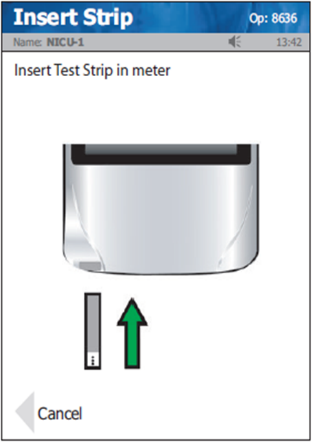 Insert Strip Op: 8636
Name: NICU-1 13:42
Insert Test Strip in meter
Cancel